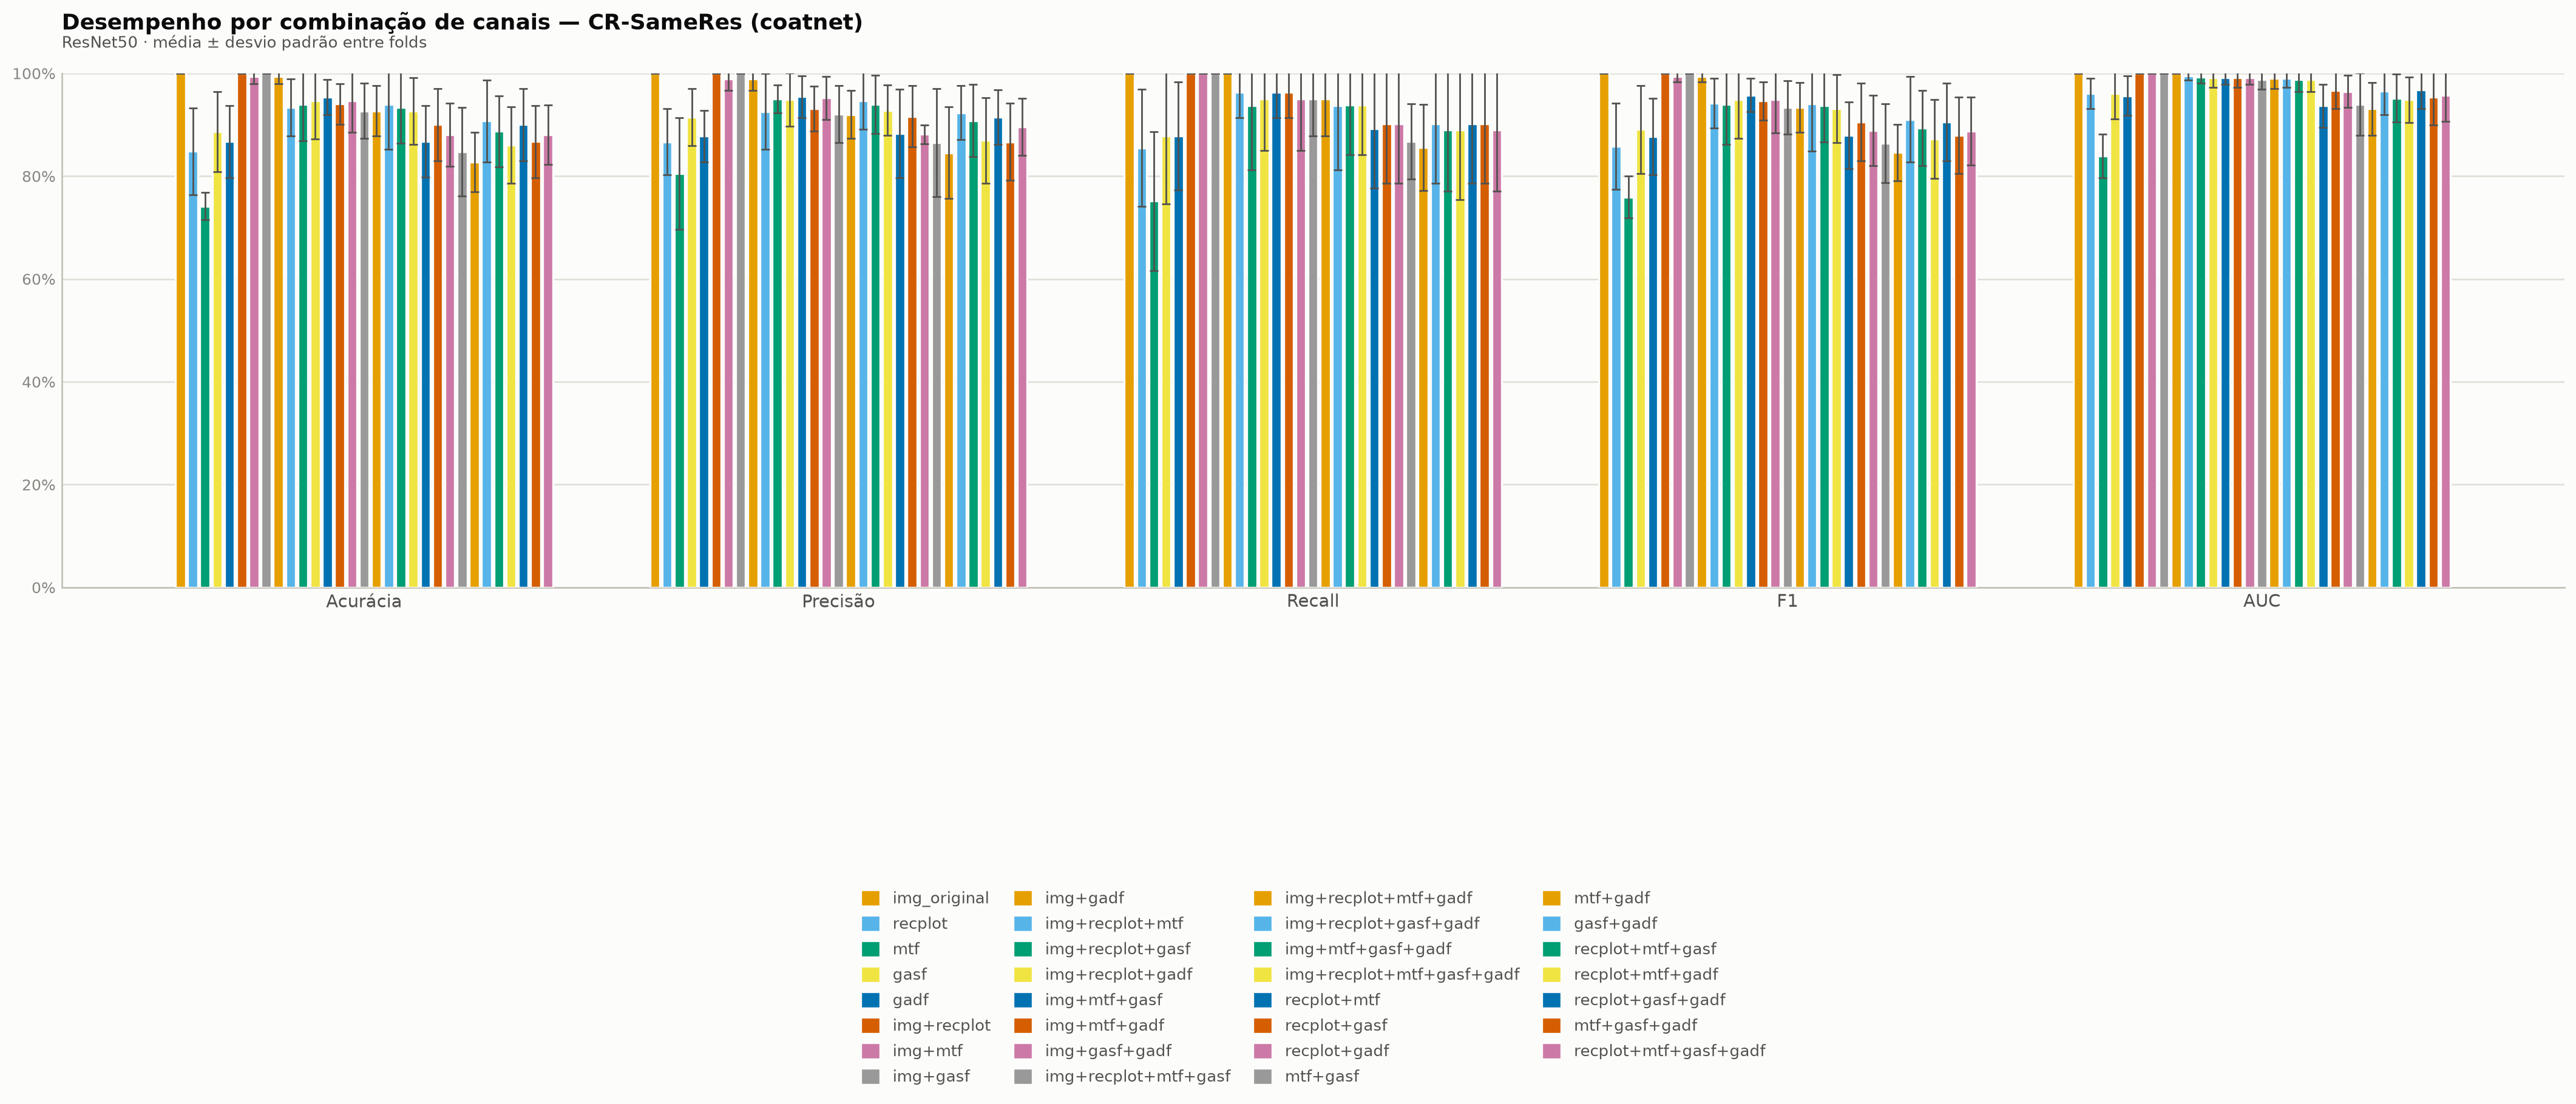 Desempenho por combinação de canais — CR-SameRes (coatnet)
ResNet50 · média ± desvio padrão entre folds
100%
80%
60%
40%
20%
0%
Acurácia
Precisão
Recall
F1
AUC
img_original
recplot
mtf
gasf
gadf
img+recplot
img+mtf
img+gasf
img+gadf
img+recplot+mtf
img+recplot+gasf
img+recplot+gadf
img+mtf+gasf
img+mtf+gadf
img+gasf+gadf
img+recplot+mtf+gasf
img+recplot+mtf+gadf
img+recplot+gasf+gadf
img+mtf+gasf+gadf
img+recplot+mtf+gasf+gadf
recplot+mtf
recplot+gasf
recplot+gadf
mtf+gasf
mtf+gadf
gasf+gadf
recplot+mtf+gasf
recplot+mtf+gadf
recplot+gasf+gadf
mtf+gasf+gadf
recplot+mtf+gasf+gadf